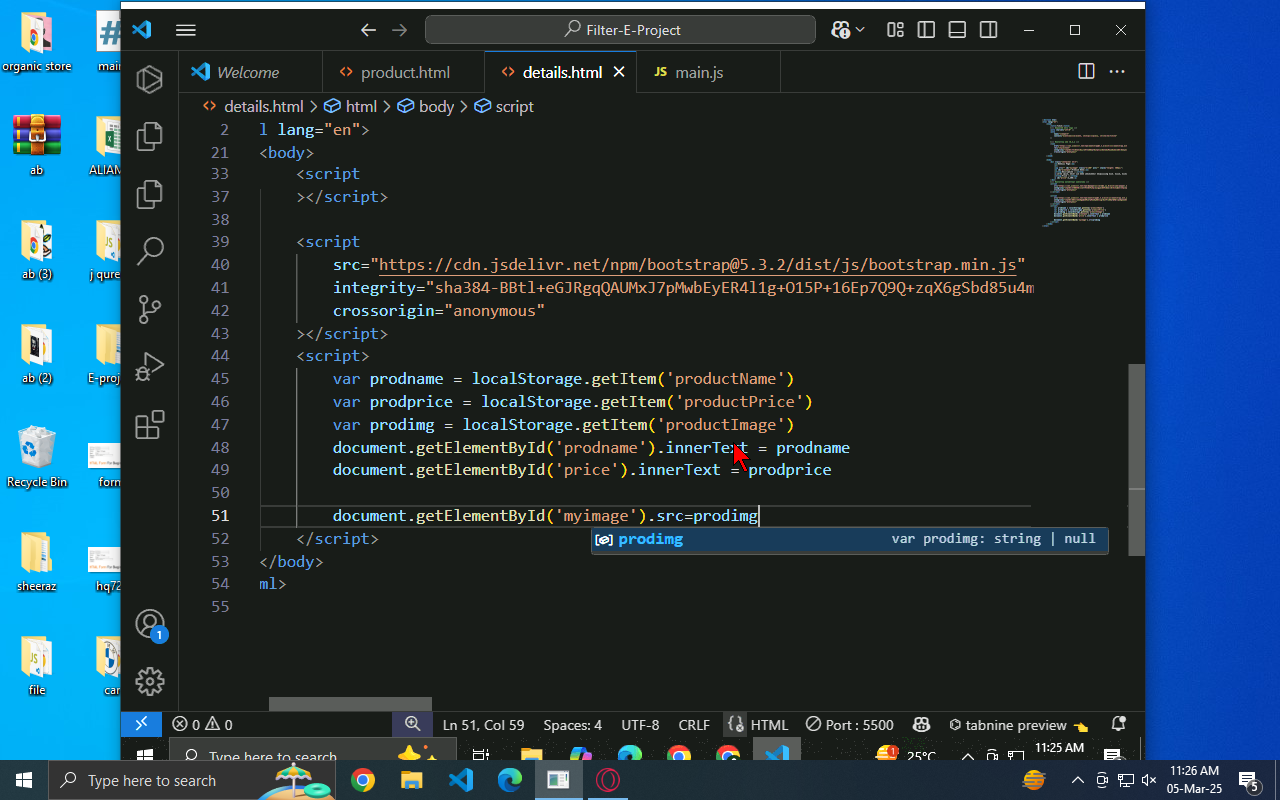 organic store
main
ab
ALIAM
ab (3)
j qure
ab (2)
E-proj
Recycle Bin
forn
sheeraz
hq72
file
car
Filter-E-Project
Welcome
<> product.html
<> details.html ×
JS main.js
<> details.html > html > body > script
2 l lang="en">
21 <body>
33 <script
37 ></script>
38
39 <script
40 src="https://cdn.jsdelivr.net/npm/bootstrap@5.3.2/dist/js/bootstrap.min.js"
41 integrity="sha384-BBtl+eGJRgqQAUMxJ7pMwbEyER4l1g+O15P+16Ep7Q9Q+zqX6gSbd85u4m
42 crossorigin="anonymous"
43 ></script>
44 <script>
45 var prodname = localStorage.getItem('productName')
46 var prodprice = localStorage.getItem('productPrice')
47 var prodimg = localStorage.getItem('productImage')
48 document.getElementById('prodname').innerText = prodname
49 document.getElementById('price').innerText = prodprice
50
51 document.getElementById('myimage').src=prodimg
prodimg var prodimg: string | null
52 </script>
53 </body>
54 ml>
55
1
0 0 Ln 51, Col 59 Spaces: 4 UTF-8 CRLF HTML Port : 5500 tabnine preview
Type here to search
1 25°C
11:25 AM
Type here to search
11:26 AM
05-Mar-25
5